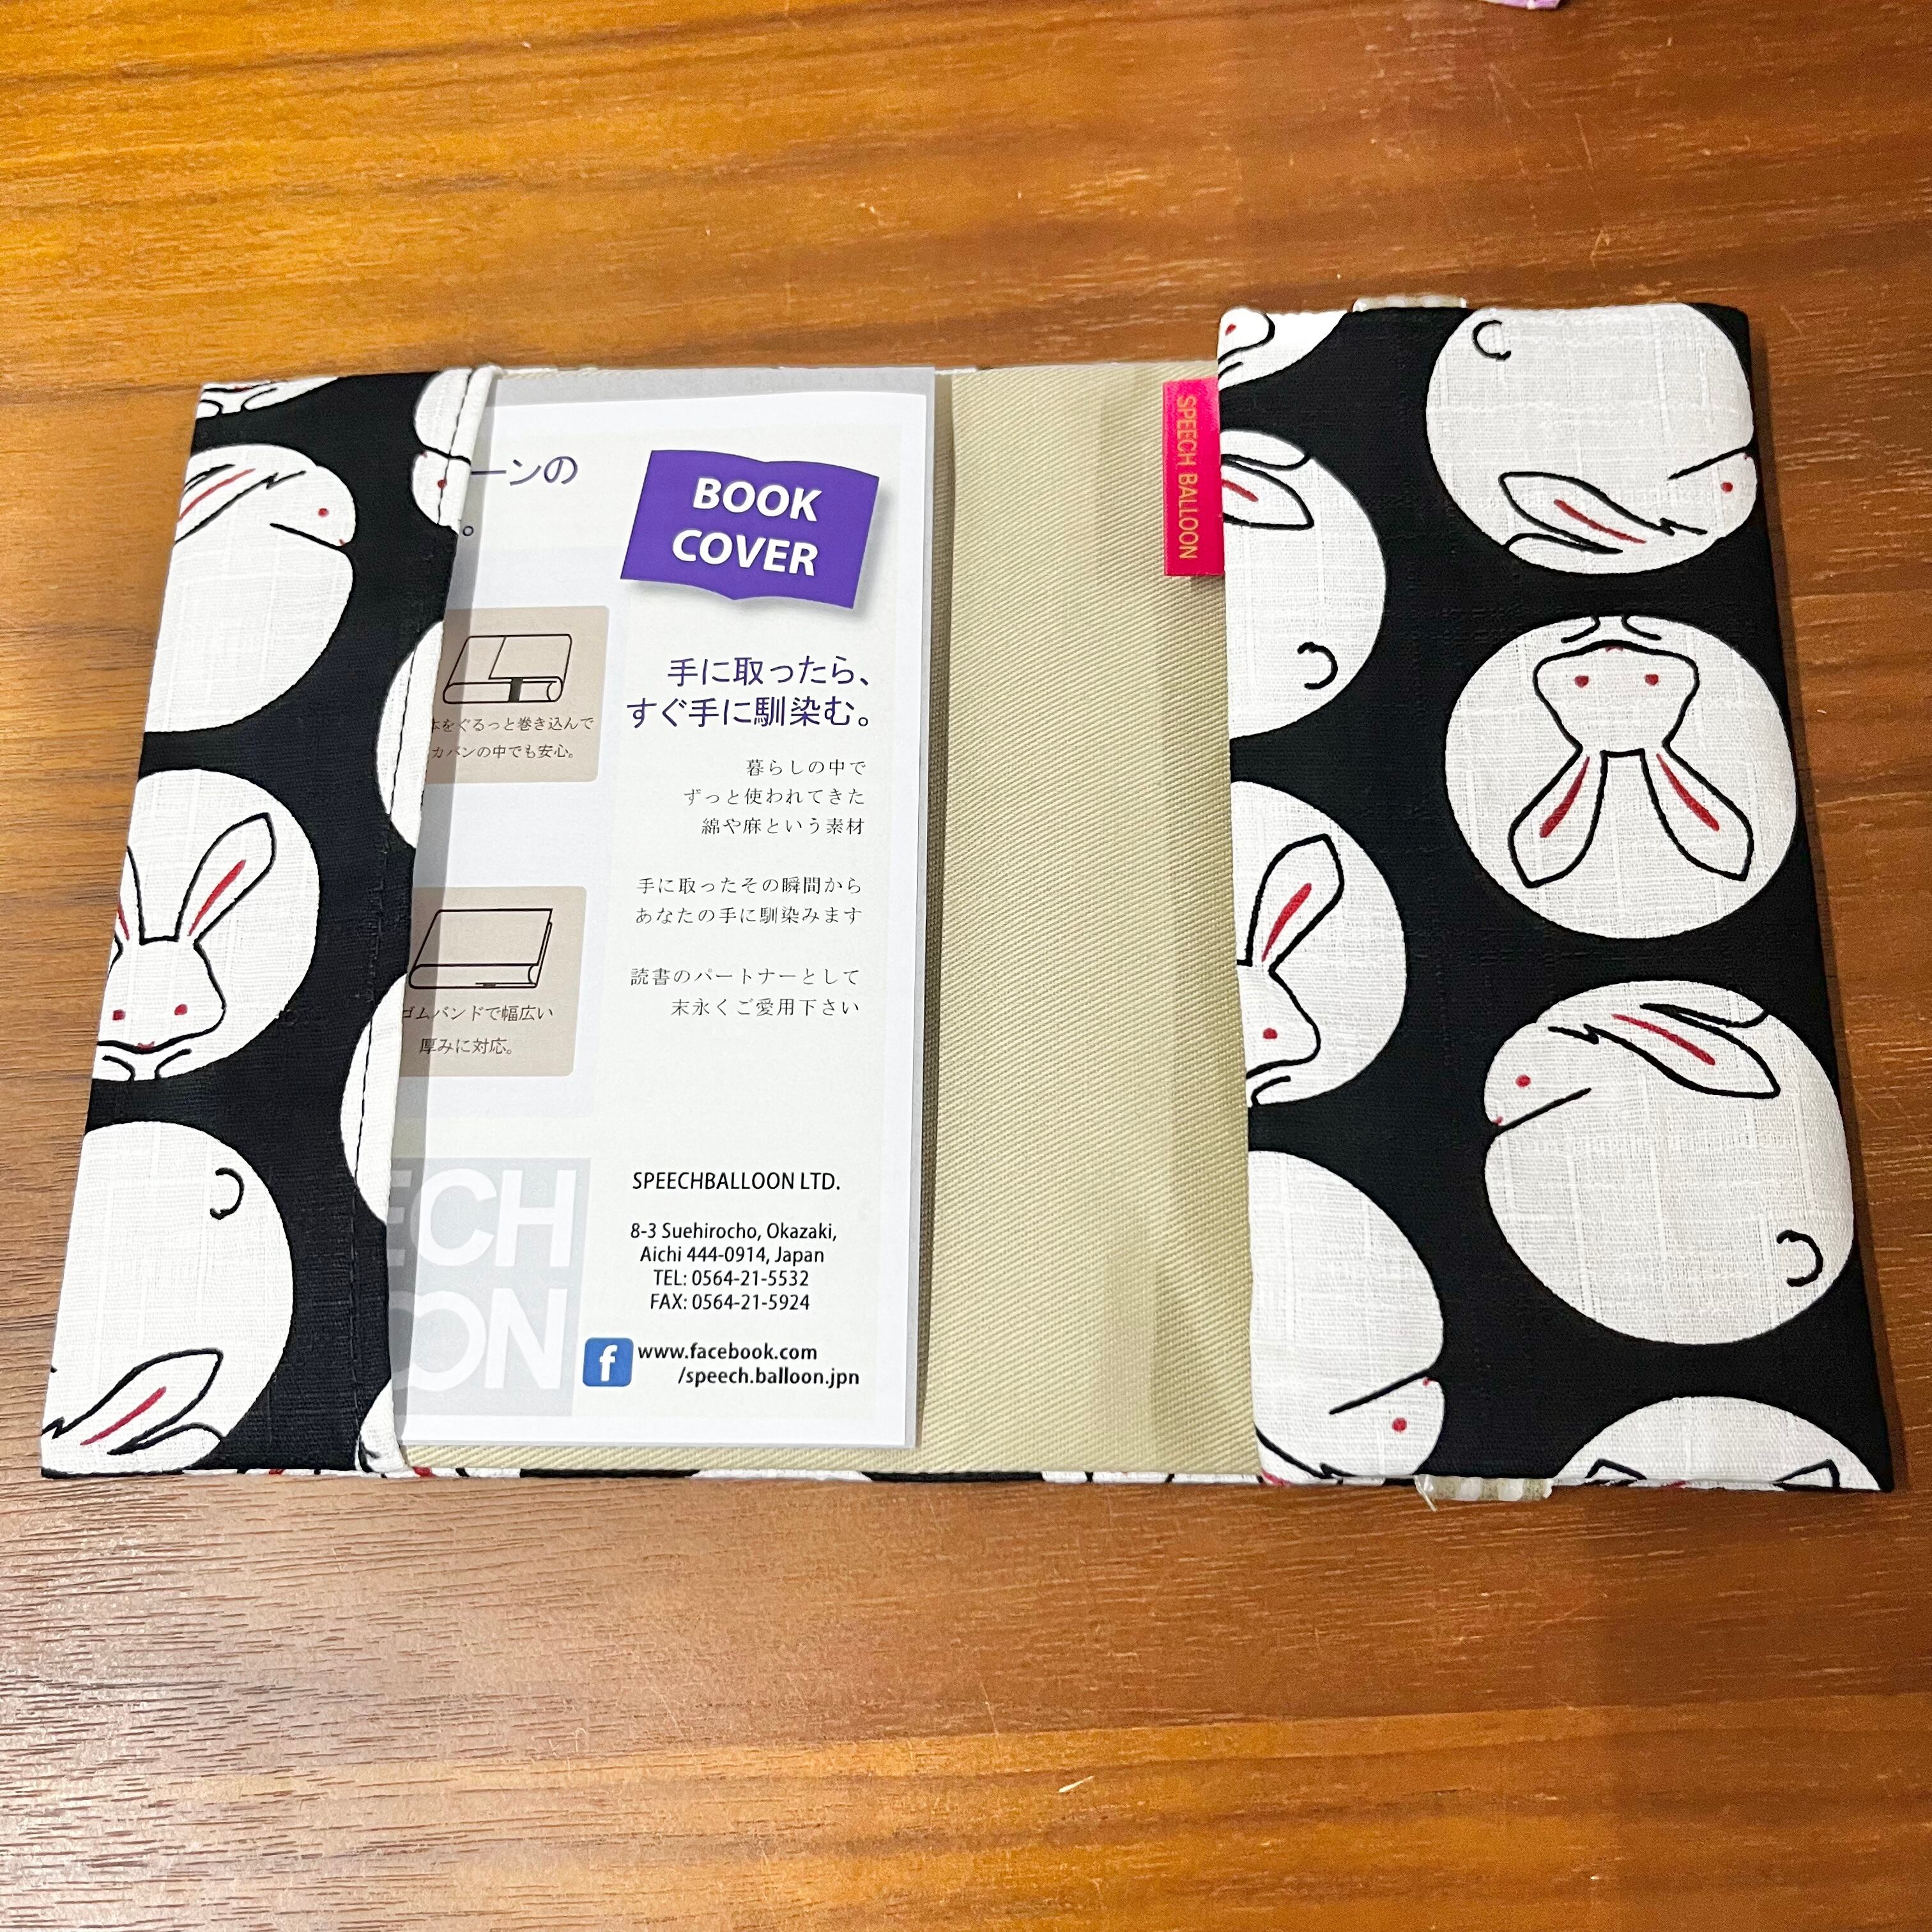 ーンの
。
本をぐるっと巻き込んで
カバンの中でも安心。
ゴムバンドで幅広い
厚みに対応。
ECH
OON
BOOK
COVER
手に取ったら、
すぐ手に馴染む。
暮らしの中で
ずっと使われてきた
綿や麻という素材
手に取ったその瞬間から
あなたの手に馴染みます
読書のパートナーとして
末永くご愛用下さい
SPEECHBALLOON LTD.
8-3 Suehirocho, Okazaki,
Aichi 444-0914, Japan
TEL: 0564-21-5532
FAX: 0564-21-5924
f www.facebook.com
/speech.balloon.jpn
SPEECH BALLOON